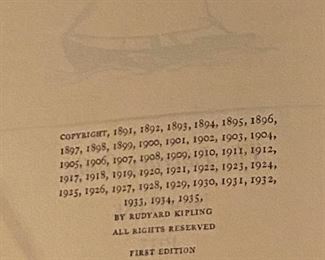 COPYRIGHT, 1891, 1892, 1893, 1894, 1895, 1896,
1897, 1898, 1899, 1900, 1901, 1902, 1903, 1904,
1905, 1906, 1907, 1908, 1909, 1910, 1911, 1912,
1917, 1918, 1919, 1920, 1921, 1922, 1923, 1924,
1925, 1926, 1927, 1928, 1929, 1930, 1931, 1932,
1933, 1934, 1935,
BY RUDYARD KIPLING
ALL RIGHTS RESERVED
FIRST EDITION